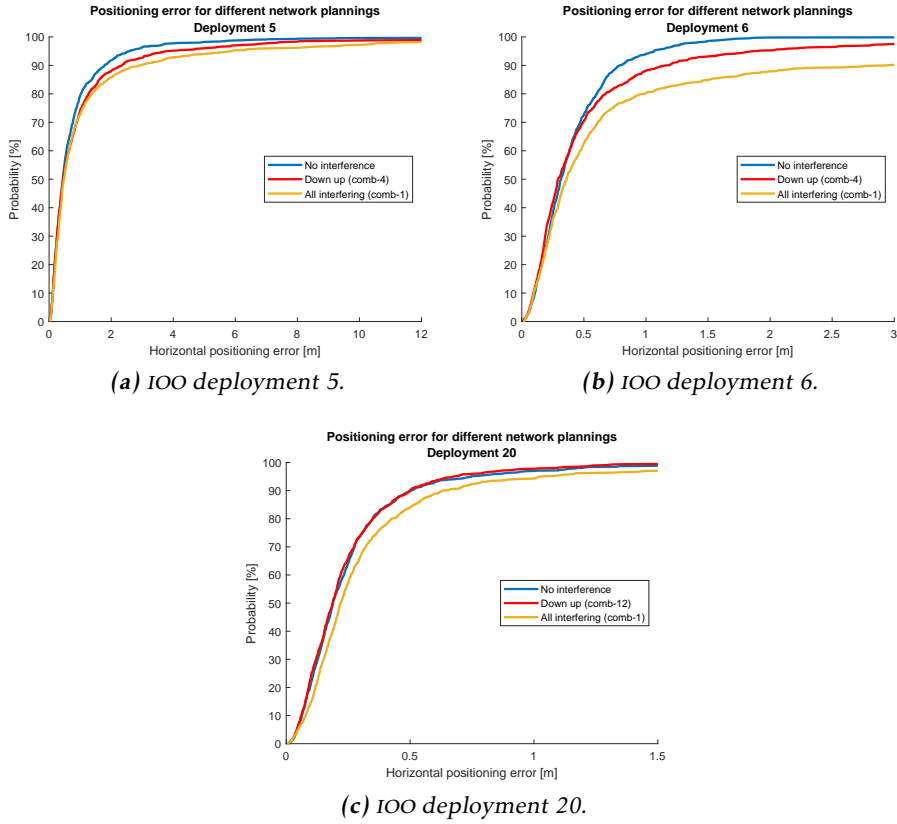 Positioning error for different network plannings
Deployment 5
100
90
80
70
60
50
40
30
20
10
0
Probability [%]
No interference
Down up (comb-4)
All interfering (comb-1)
0 2 4 6 8 10 12
Horizontal positioning error [m]
(a) IOO deployment 5.
Positioning error for different network plannings
Deployment 6
100
90
80
70
60
50
40
30
20
10
0
Probability [%]
No interference
Down up (comb-4)
All interfering (comb-1)
0 0.5 1 1.5 2 2.5 3
Horizontal positioning error [m]
(b) IOO deployment 6.
Positioning error for different network plannings
Deployment 20
100
90
80
70
60
50
40
30
20
10
0
Probability [%]
No interference
Down up (comb-12)
All interfering (comb-1)
0 0.5 1 1.5
Horizontal positioning error [m]
(c) IOO deployment 20.